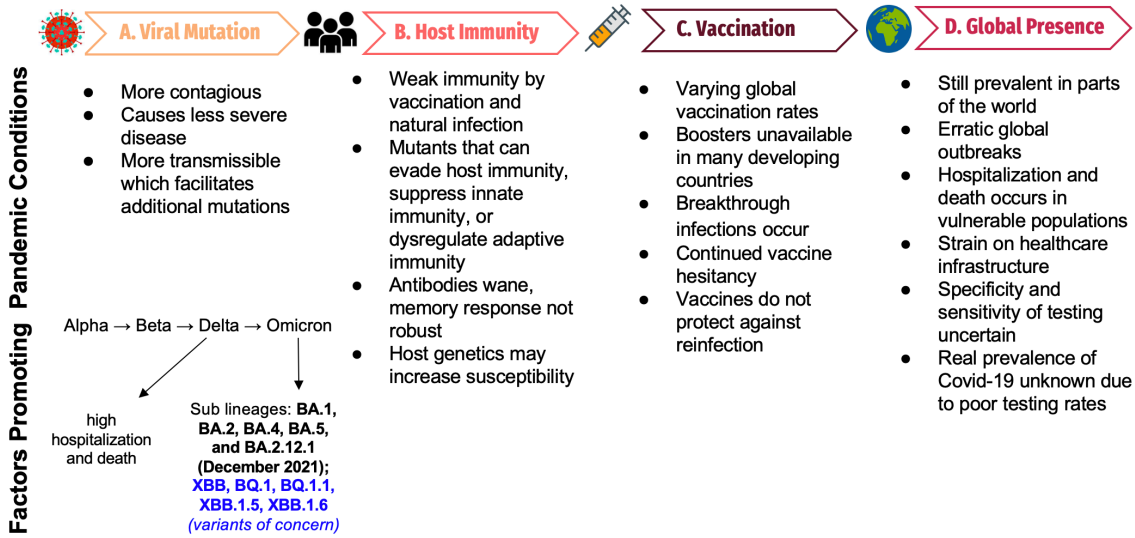 Factors Promoting Pandemic Conditions
A. Viral Mutation
● More contagious
● Causes less severe
disease
● More transmissible
which facilitates
additional mutations
Alpha → Beta → Delta → Omicron
high
hospitalization
and death
Sub lineages: BA.1,
BA.2, BA.4, BA.5,
and BA.2.12.1
(December 2021);
XBB, BQ.1, BQ.1.1,
XBB.1.5, XBB.1.6
(variants of concern)
B. Host Immunity
● Weak immunity by
vaccination and
natural infection
● Mutants that can
evade host immunity,
suppress innate
immunity, or
dysregulate adaptive
immunity
● Antibodies wane,
memory response not
robust
● Host genetics may
increase susceptibility
C. Vaccination
● Varying global
vaccination rates
● Boosters unavailable
in many developing
countries
● Breakthrough
infections occur
● Continued vaccine
hesitancy
● Vaccines do not
protect against
reinfection
D. Global Presence
● Still prevalent in parts
of the world
● Erratic global
outbreaks
● Hospitalization and
death occurs in
vulnerable populations
● Strain on healthcare
infrastructure
● Specificity and
sensitivity of testing
uncertain
● Real prevalence of
Covid-19 unknown due
to poor testing rates